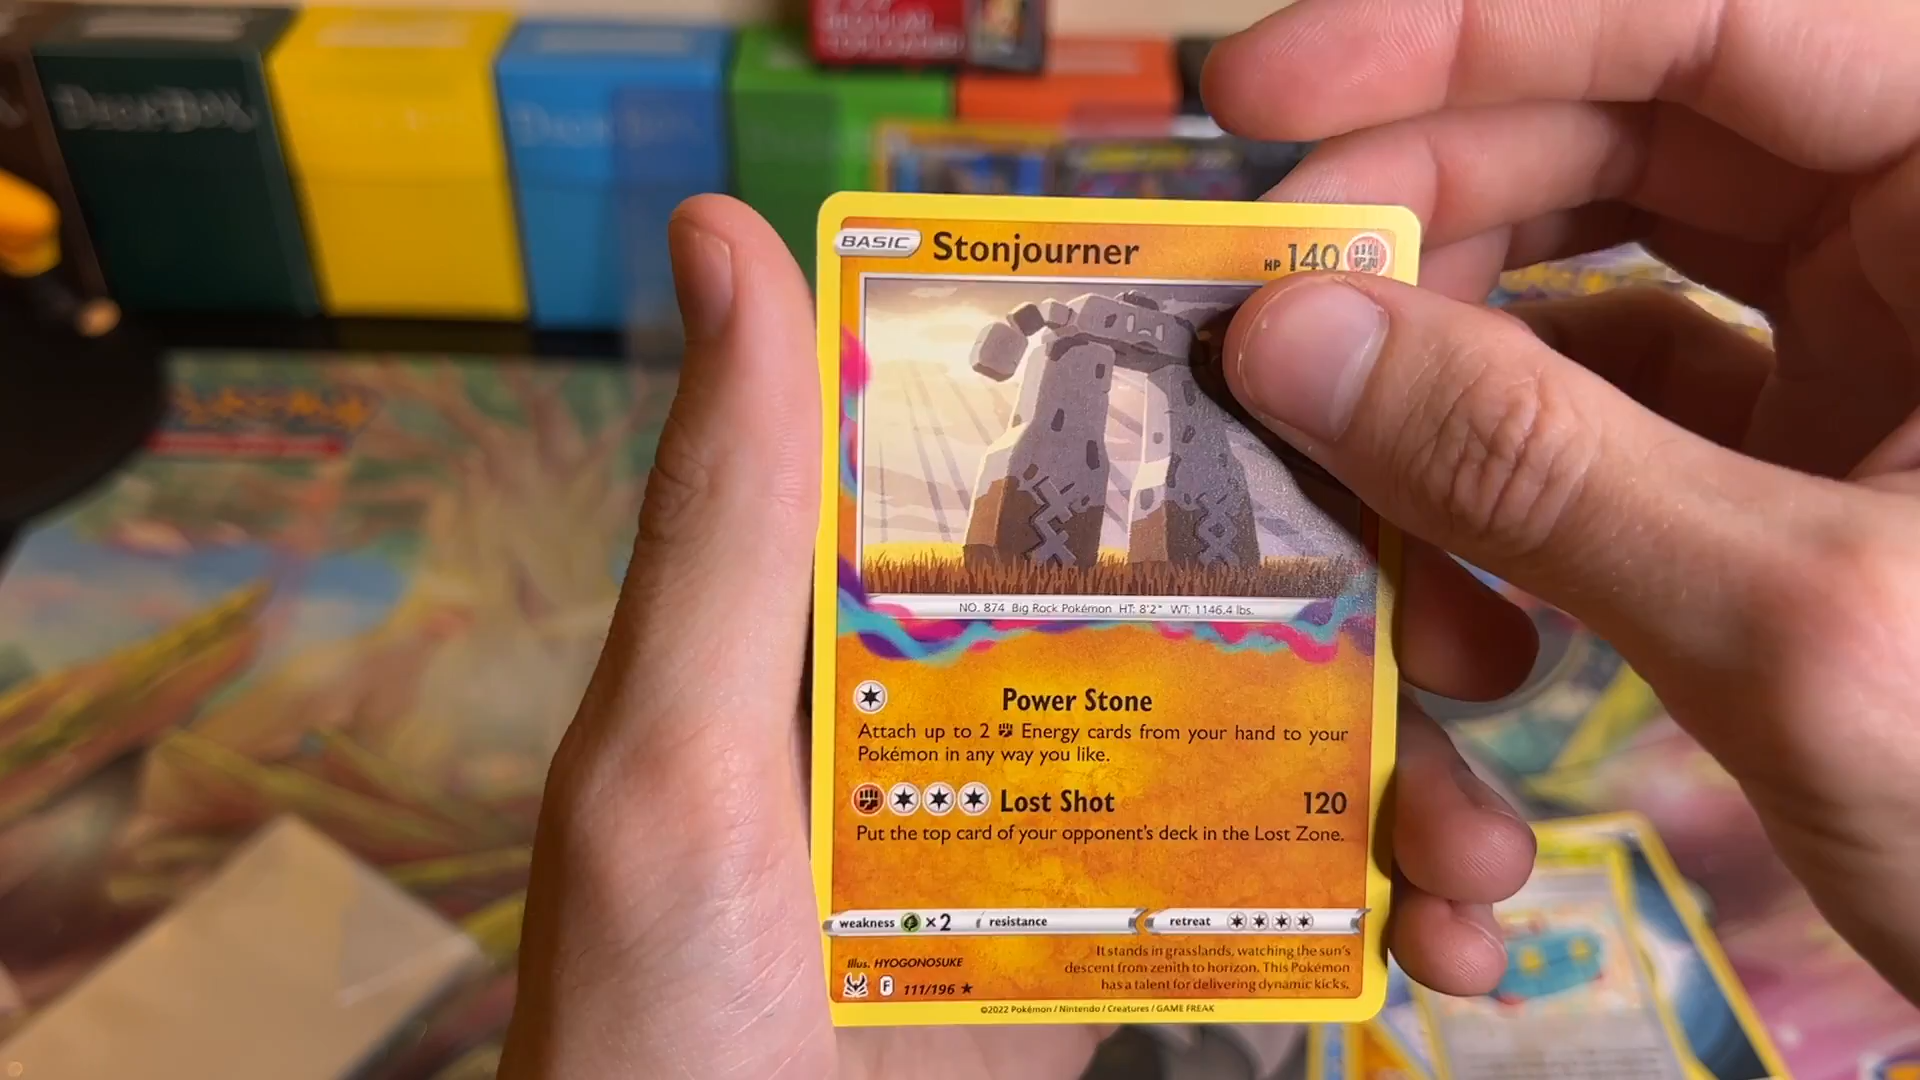 DECK BOX
BASIC
Stonjourner
HP 140
NO. 874 Big Rock Pokémon HT: 8'2" WT: 1146.4 lbs.
Power Stone
Attach up to 2 Energy cards from your hand to your
Pokémon in any way you like.
Lost Shot 120
Put the top card of your opponent's deck in the Lost Zone.
weakness ×2 resistance retreat
Illus. HYOGONOSUKE
It stands in grasslands, watching the sun's
descent from zenith to horizon. This Pokémon
has a talent for delivering dynamic kicks.
F 111/196 ★
©2022 Pokémon / Nintendo / Creatures / GAME FREAK